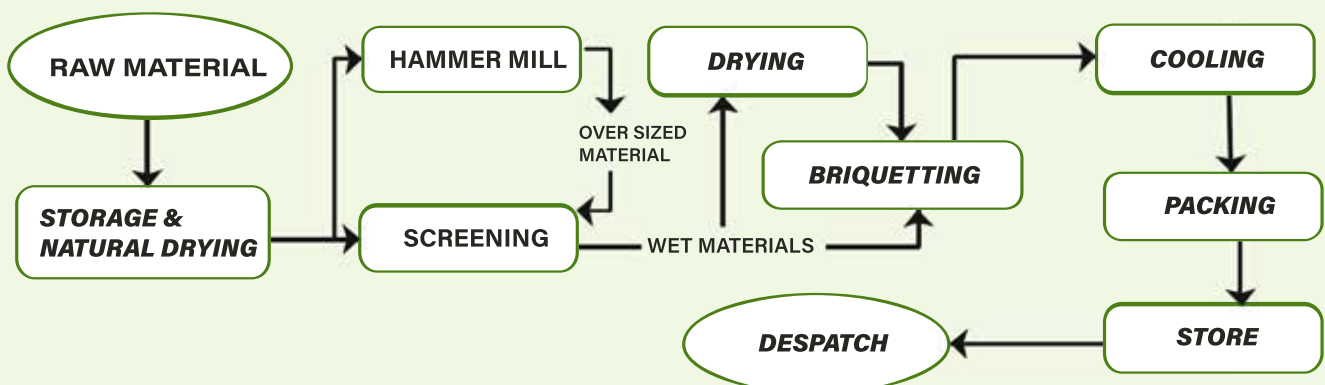 RAW MATERIAL
HAMMER MILL
DRYING
COOLING
OVER SIZED
MATERIAL
BRIQUETTING
STORAGE &
NATURAL DRYING
SCREENING
WET MATERIALS
PACKING
DESPATCH
STORE